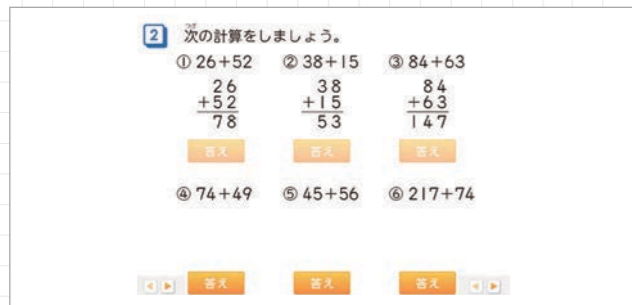 2 次の計算をしましょう。
つぎ
① 26+52 ② 38+15 ③ 84+63
26 38 84
+52 +15 +63
78 53 147
答え 答え 答え
④ 74+49 ⑤ 45+56 ⑥ 217+74
答え 答え 答え